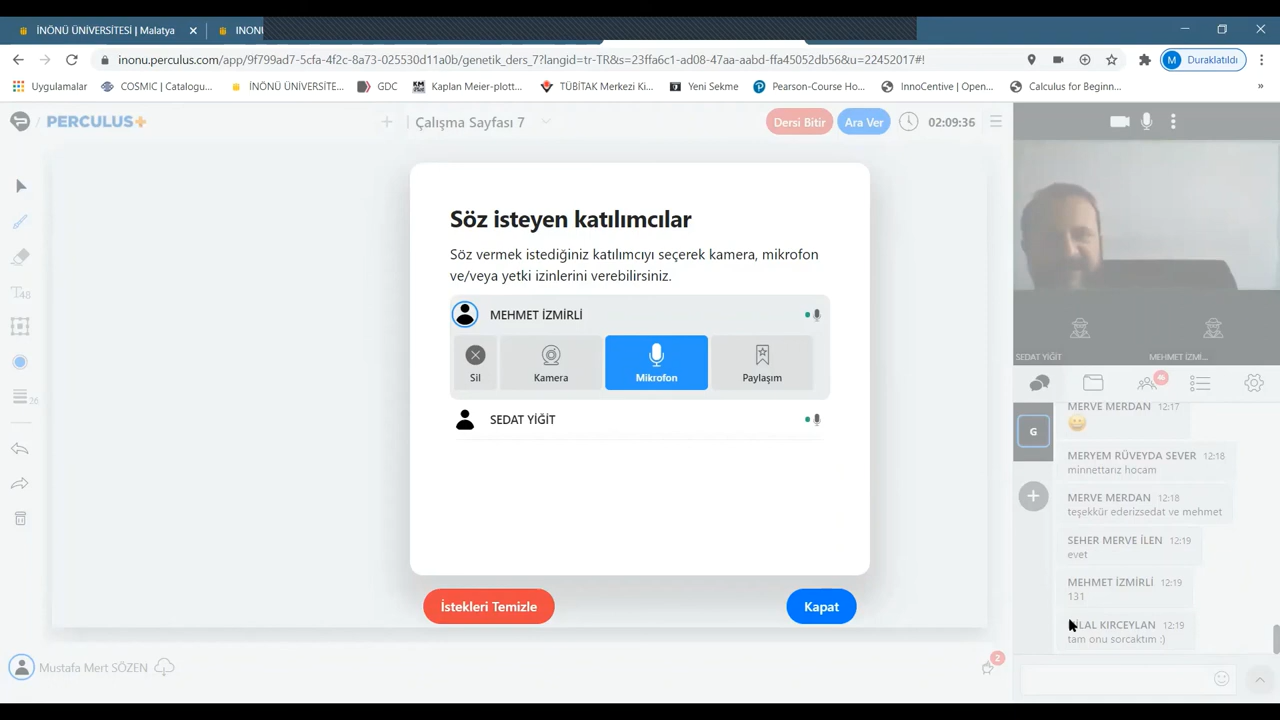 İNÖNÜ ÜNİVERSİTESİ | Malatya
INONU
inonu.perculus.com/app/9f799ad7-5cfa-4f2c-8a73-025530d11a0b/genetik_ders_7?langid=tr-TR&s=23ffa6c1-ad08-47aa-aabd-ffa45052db56&u=22452017#!
M Duraklatıldı
Uygulamalar
COSMIC | Catalogu...
İNÖNÜ ÜNİVERSİTE...
GDC
Kaplan Meier-plott...
TÜBİTAK Merkezi Ki...
Yeni Sekme
Pearson-Course Ho...
InnoCentive | Open...
Calculus for Beginn...
»
/ PERCULUS+
Çalışma Sayfası 7
Dersi Bitir
Ara Ver
02:09:36
T48
26
Söz isteyen katılımcılar
Söz vermek istediğiniz katılımcıyı seçerek kamera, mikrofon
ve/veya yetki izinlerini verebilirsiniz.
MEHMET İZMİRLİ
Sil
Kamera
Mikrofon
Paylaşım
SEDAT YİĞİT
İstekleri Temizle
Kapat
Mustafa Mert SÖZEN
2
SEDAT YİĞİT
MEHMET İZMİ...
G
MERVE MERDAN 12:17
MERYEM RÜVEYDA SEVER 12:18
minnettarız hocam
MERVE MERDAN 12:18
teşekkür ederizsedat ve mehmet
SEHER MERVE İLEN 12:19
evet
MEHMET İZMİRLİ 12:19
131
KIRCEYLAN 12:19
tam onu sorcaktım :)